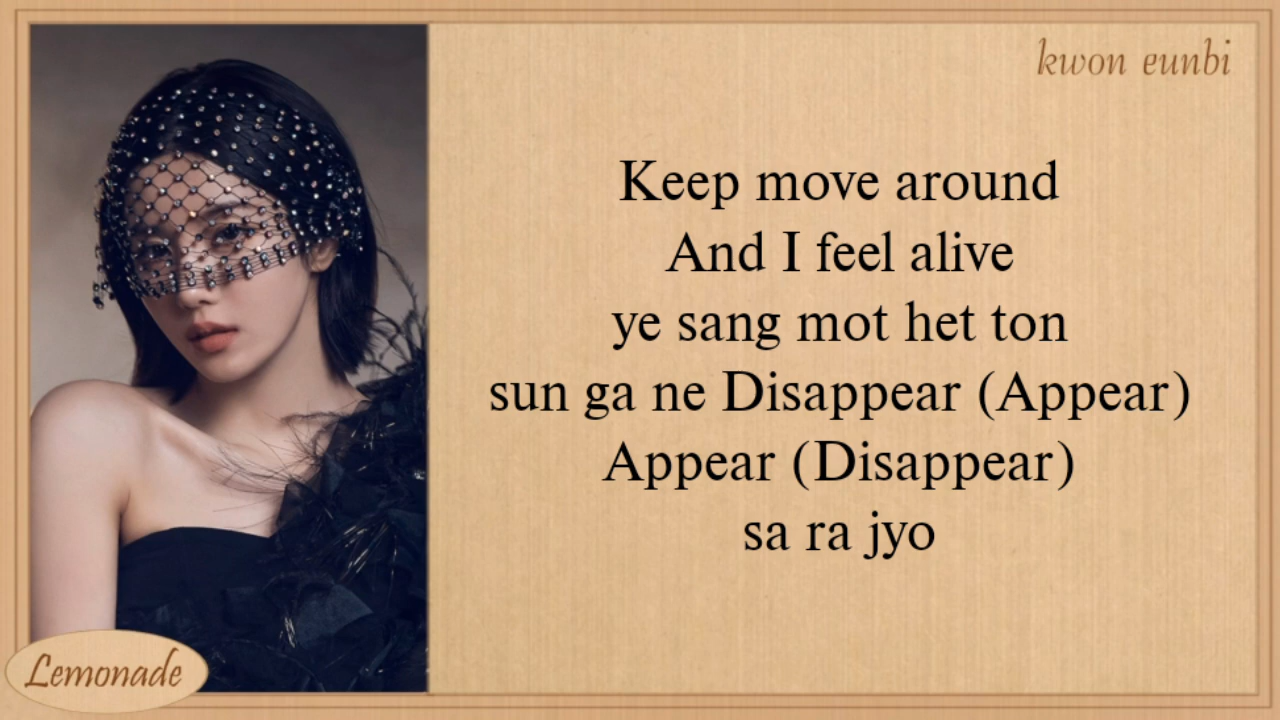 kwon eunbi
Keep move around
And I feel alive
ye sang mot het ton
sun ga ne Disappear (Appear)
Appear (Disappear)
sa ra jyo
Lemonade